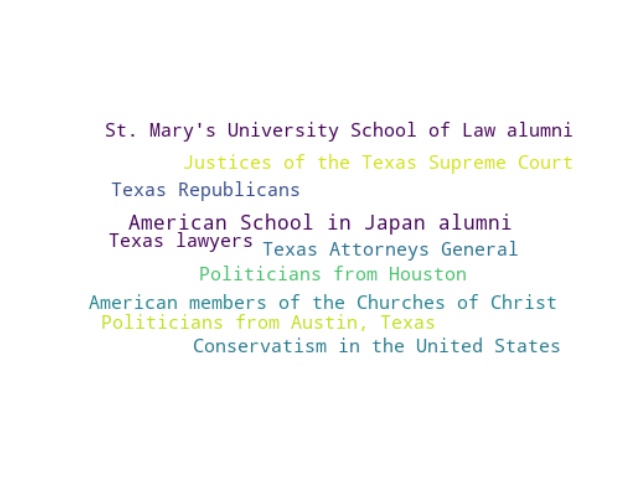 St. Mary's University School of Law alumni
Justices of the Texas Supreme Court
Texas Republicans
American School in Japan alumni
Texas lawyers
Texas Attorneys General
Politicians from Houston
American members of the Churches of Christ
Politicians from Austin, Texas
Conservatism in the United States